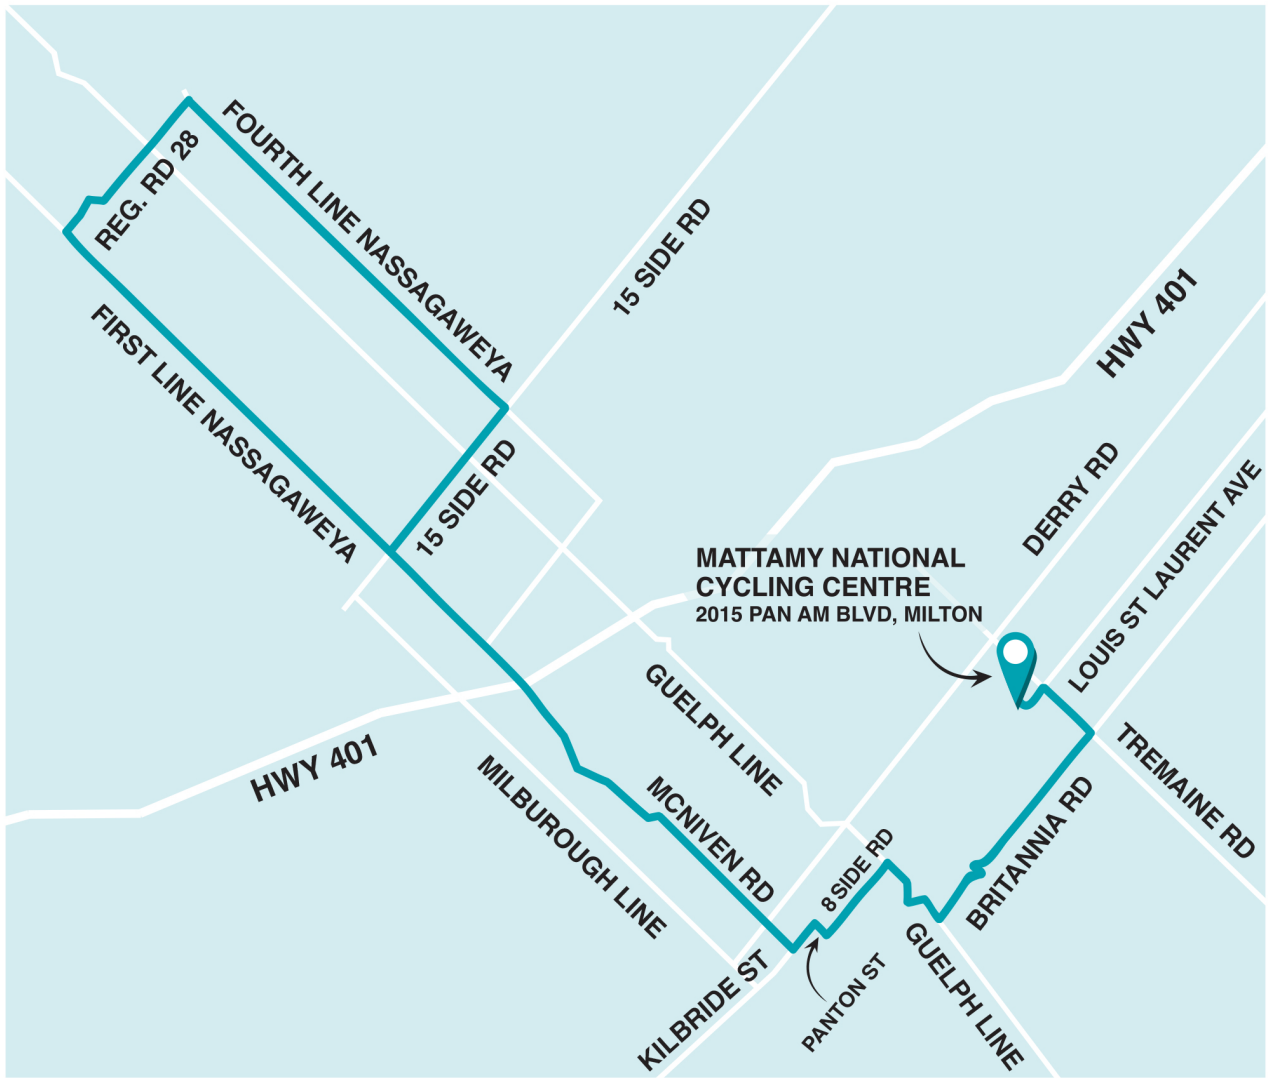 FOURTH LINE NASSAGAWEYA
REG. RD 28
15 SIDE RD
HWY 401
FIRST LINE NASSAGAWEYA
15 SIDE RD
DERRY RD
LOUIS ST LAURENT AVE
MATTAMY NATIONAL
CYCLING CENTRE
2015 PAN AM BLVD, MILTON
GUELPH LINE
TREMAINE RD
HWY 401
MILBOROUGH LINE
MCNIVEN RD
BRITANNIA RD
8 SIDE RD
GUELPH LINE
KILBRIDE ST
PANTON ST